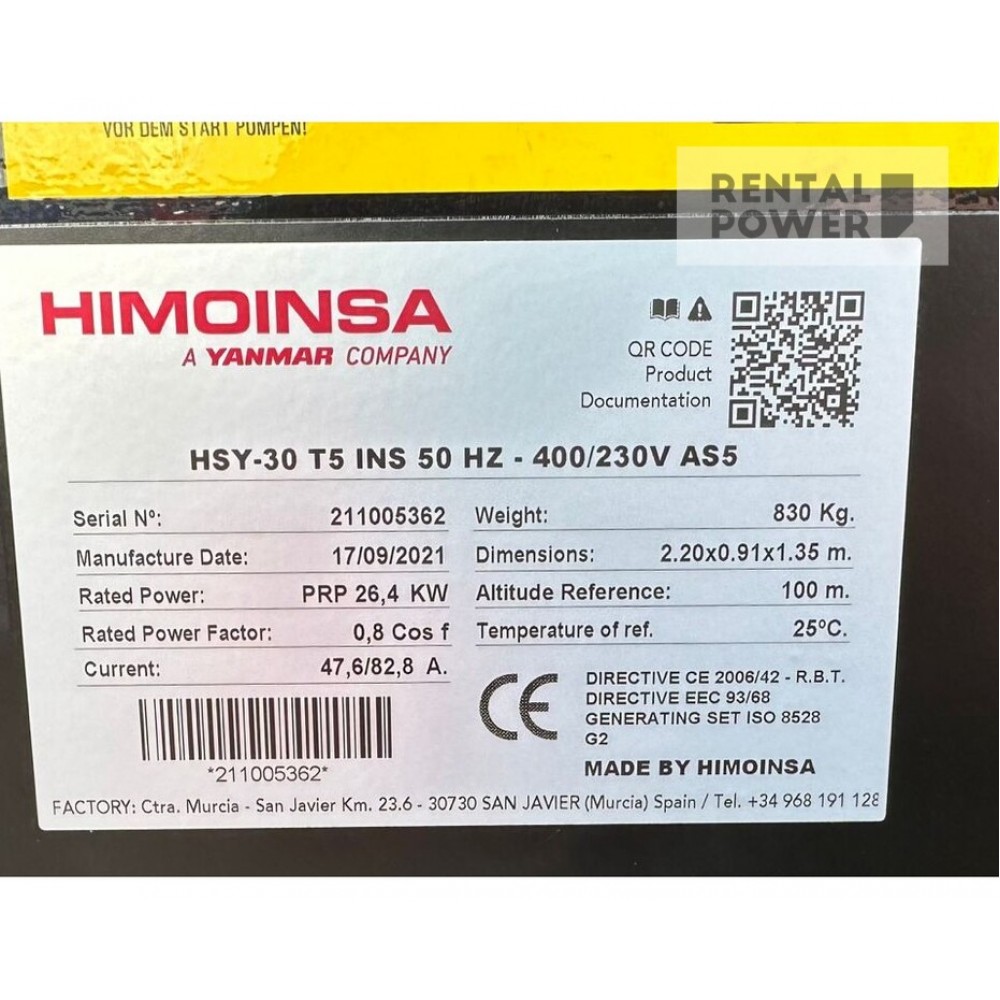 VOR DEM START PUMPEN!
RENTAL
POWER
HIMOINSA
A YANMAR COMPANY
QR CODE
Product
Documentation
HSY-30 T5 INS 50 HZ - 400/230V AS5
Serial Nº: 211005362
Manufacture Date: 17/09/2021
Rated Power: PRP 26,4 KW
Rated Power Factor: 0,8 Cos f
Current: 47,6/82,8 A.
Weight: 830 Kg.
Dimensions: 2.20x0.91x1.35 m.
Altitude Reference: 100 m.
Temperature of ref. 25ºC.
*211005362*
CE
DIRECTIVE CE 2006/42 - R.B.T.
DIRECTIVE EEC 93/68
GENERATING SET ISO 8528
G2
MADE BY HIMOINSA
FACTORY: Ctra. Murcia - San Javier Km. 23.6 - 30730 SAN JAVIER (Murcia) Spain / Tel. +34 968 191 128